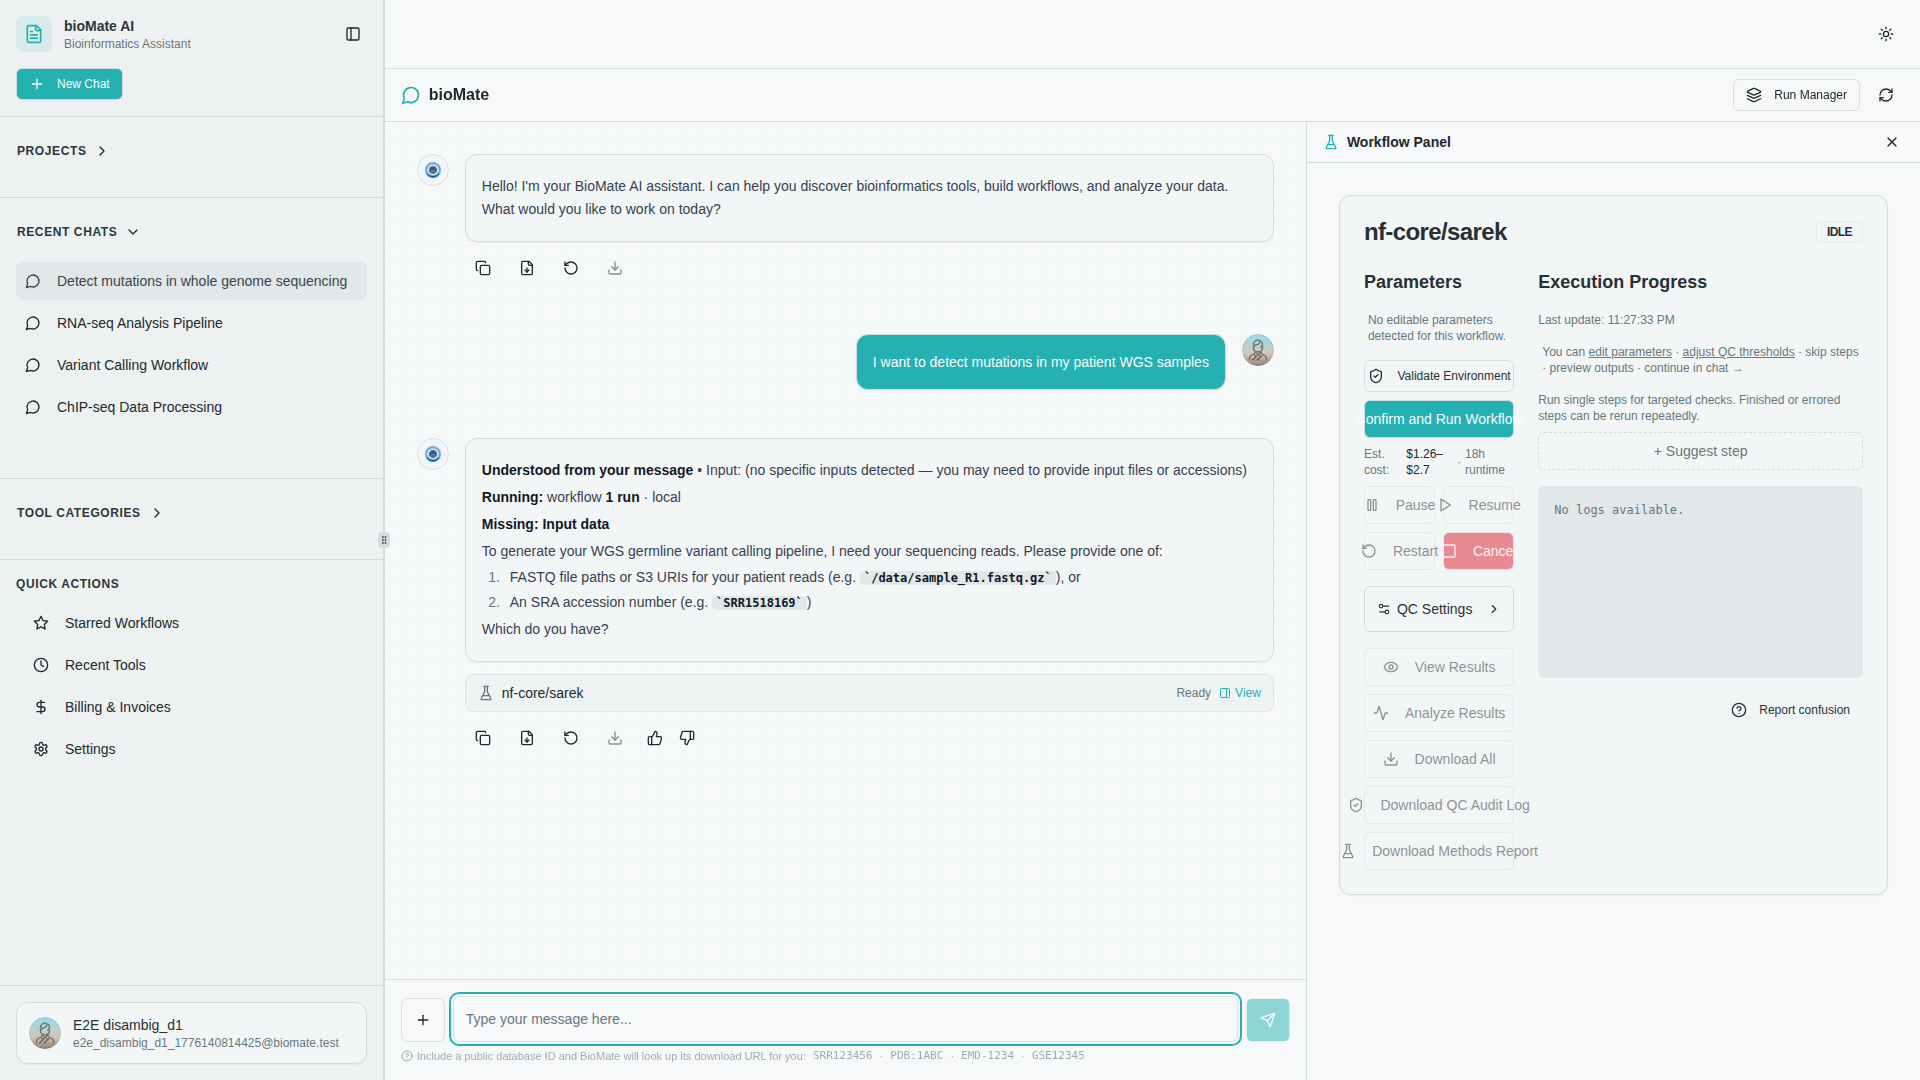 bioMate AI
Bioinformatics Assistant
New Chat
PROJECTS
RECENT CHATS
Detect mutations in whole genome sequencing
RNA-seq Analysis Pipeline
Variant Calling Workflow
ChIP-seq Data Processing
TOOL CATEGORIES
QUICK ACTIONS
Starred Workflows
Recent Tools
Billing & Invoices
Settings
E2E disambig_d1
e2e_disambig_d1_1776140814425@biomate.test
bioMate
Run Manager
Hello! I'm your BioMate AI assistant. I can help you discover bioinformatics tools, build workflows, and analyze your data.
What would you like to work on today?
I want to detect mutations in my patient WGS samples
Understood from your message • Input: (no specific inputs detected — you may need to provide input files or accessions)
Running: workflow 1 run · local
Missing: Input data
To generate your WGS germline variant calling pipeline, I need your sequencing reads. Please provide one of:
1. FASTQ file paths or S3 URIs for your patient reads (e.g. `/data/sample_R1.fastq.gz`), or
2. An SRA accession number (e.g. `SRR1518169`)
Which do you have?
nf-core/sarek
Ready
View
Type your message here...
Include a public database ID and BioMate will look up its download URL for you: SRR123456 · PDB:1ABC · EMD-1234 · GSE12345
Workflow Panel
nf-core/sarek
IDLE
Parameters
No editable parameters
detected for this workflow.
Validate Environment
onfirm and Run Workflo
Est.
cost:
$1.26–
$2.7
·
18h
runtime
Pause
Resume
Restart
Cance
QC Settings
View Results
Analyze Results
Download All
Download QC Audit Log
Download Methods Report
Execution Progress
Last update: 11:27:33 PM
You can edit parameters · adjust QC thresholds · skip steps
· preview outputs · continue in chat →
Run single steps for targeted checks. Finished or errored
steps can be rerun repeatedly.
+ Suggest step
No logs available.
Report confusion